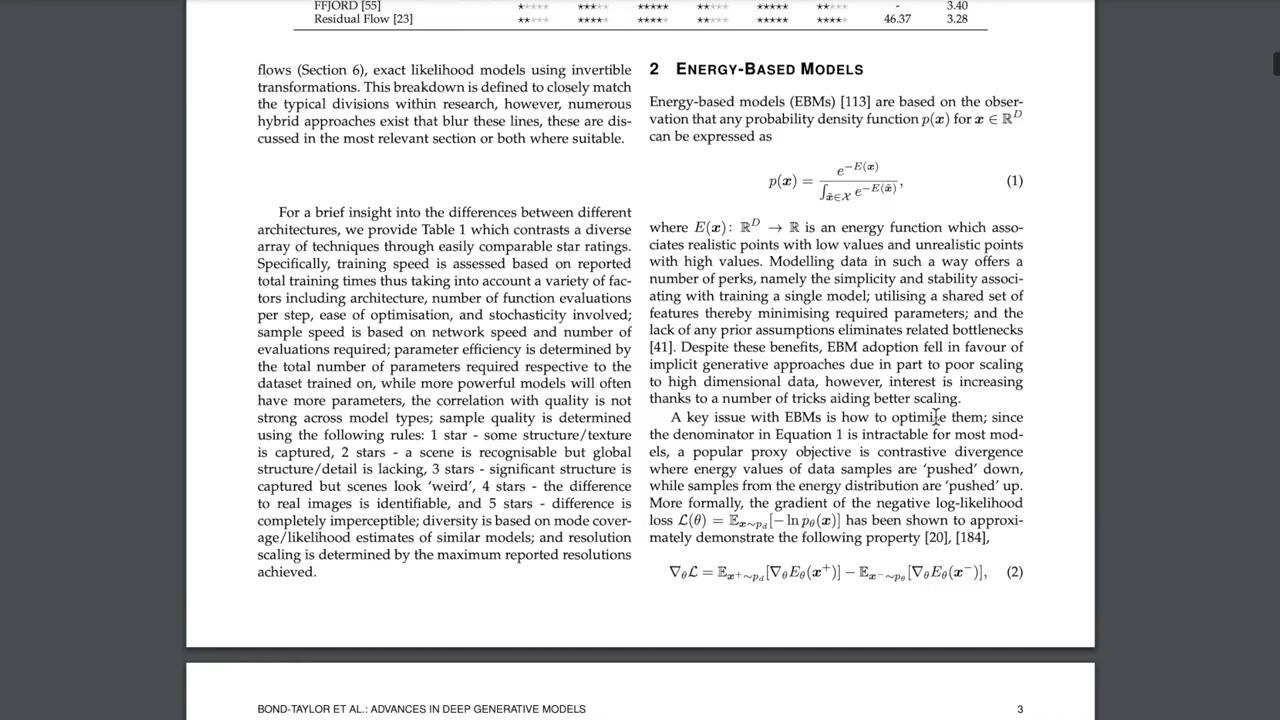 FFJORD [55] ★★★★★ ★★★★★ ★★★★★ ★★★★★ ★★★★★ ★★★★★ - 3.40
Residual Flow [23] ★★★★★ ★★★★★ ★★★★★ ★★★★★ ★★★★★ ★★★★★ 46.37 3.28
flows (Section 6), exact likelihood models using invertible
transformations. This breakdown is defined to closely match
the typical divisions within research, however, numerous
hybrid approaches exist that blur these lines, these are dis-
cussed in the most relevant section or both where suitable.
For a brief insight into the differences between different
architectures, we provide Table 1 which contrasts a diverse
array of techniques through easily comparable star ratings.
Specifically, training speed is assessed based on reported
total training times thus taking into account a variety of fac-
tors including architecture, number of function evaluations
per step, ease of optimisation, and stochasticity involved;
sample speed is based on network speed and number of
evaluations required; parameter efficiency is determined by
the total number of parameters required respective to the
dataset trained on, while more powerful models will often
have more parameters, the correlation with quality is not
strong across model types; sample quality is determined
using the following rules: 1 star - some structure/texture
is captured, 2 stars - a scene is recognisable but global
structure/detail is lacking, 3 stars - significant structure is
captured but scenes look ‘weird’, 4 stars - the difference
to real images is identifiable, and 5 stars - difference is
completely imperceptible; diversity is based on mode cover-
age/likelihood estimates of similar models; and resolution
scaling is determined by the maximum reported resolutions
achieved.
2 ENERGY-BASED MODELS
Energy-based models (EBMs) [113] are based on the obser-
vation that any probability density function p(x) for x ∈ ℝ^D
can be expressed as
p(x) = e^{−E(x)} / ∫_{x̃∈𝒳} e^{−E(x̃)}, (1)
where E(x): ℝ^D → ℝ is an energy function which asso-
ciates realistic points with low values and unrealistic points
with high values. Modelling data in such a way offers a
number of perks, namely the simplicity and stability associ-
ating with training a single model; utilising a shared set of
features thereby minimising required parameters; and the
lack of any prior assumptions eliminates related bottlenecks
[41]. Despite these benefits, EBM adoption fell in favour of
implicit generative approaches due in part to poor scaling
to high dimensional data, however, interest is increasing
thanks to a number of tricks aiding better scaling.
A key issue with EBMs is how to optimise them; since
the denominator in Equation 1 is intractable for most mod-
els, a popular proxy objective is contrastive divergence
where energy values of data samples are ‘pushed’ down,
while samples from the energy distribution are ‘pushed’ up.
More formally, the gradient of the negative log-likelihood
loss ℒ(θ) = 𝔼_{x∼p_d}[− ln p_θ(x)] has been shown to approxi-
mately demonstrate the following property [20], [184],
∇_θℒ = 𝔼_{x⁺∼p_d}[∇_θE_θ(x⁺)] − 𝔼_{x⁻∼p_θ}[∇_θE_θ(x⁻)], (2)
BOND-TAYLOR ET AL.: ADVANCES IN DEEP GENERATIVE MODELS 3